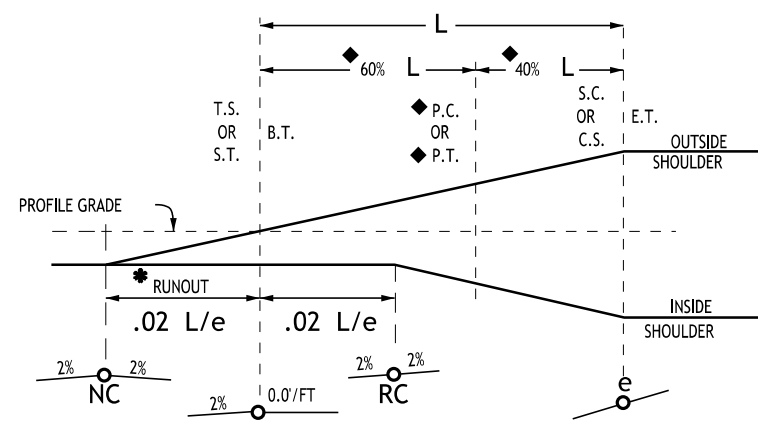 L
◆ 60% L
◆ 40% L
T.S.
OR
S.T.
B.T.
◆ P.C.
OR
◆ P.T.
S.C.
OR
C.S.
E.T.
OUTSIDE
SHOULDER
PROFILE GRADE
✱ RUNOUT
.02 L/e
.02 L/e
INSIDE
SHOULDER
2% 2%
NC
2% 0.0'/FT
2% 2%
RC
e